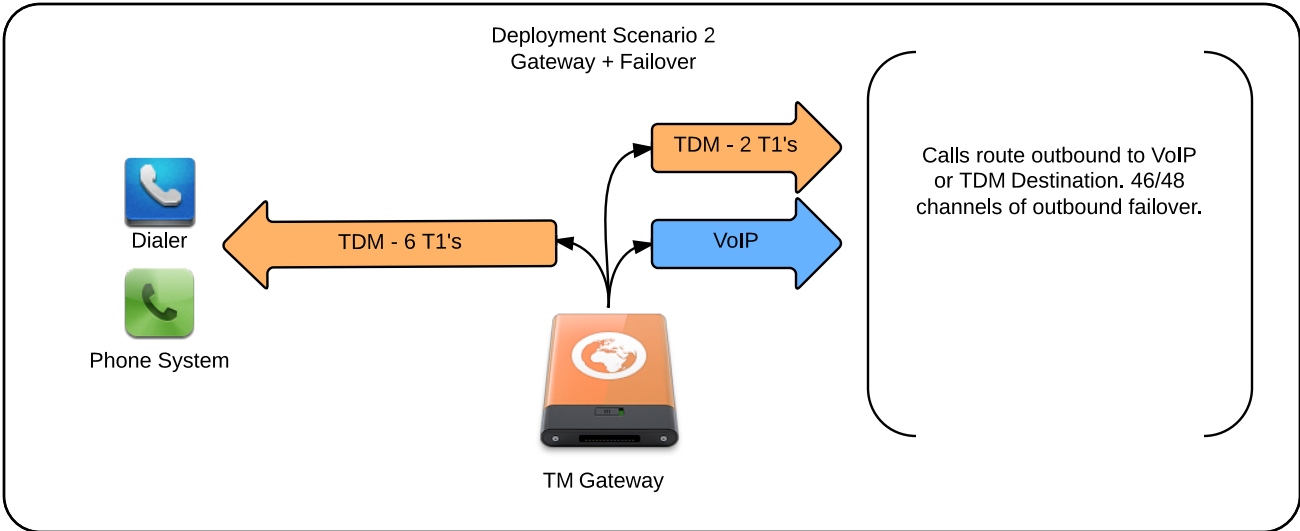 Deployment Scenario 2
Gateway + Failover
TDM - 2 T1's
Calls route outbound to VoIP
or TDM Destination. 46/48
channels of outbound failover.
Dialer
TDM - 6 T1's
VoIP
Phone System
TM Gateway